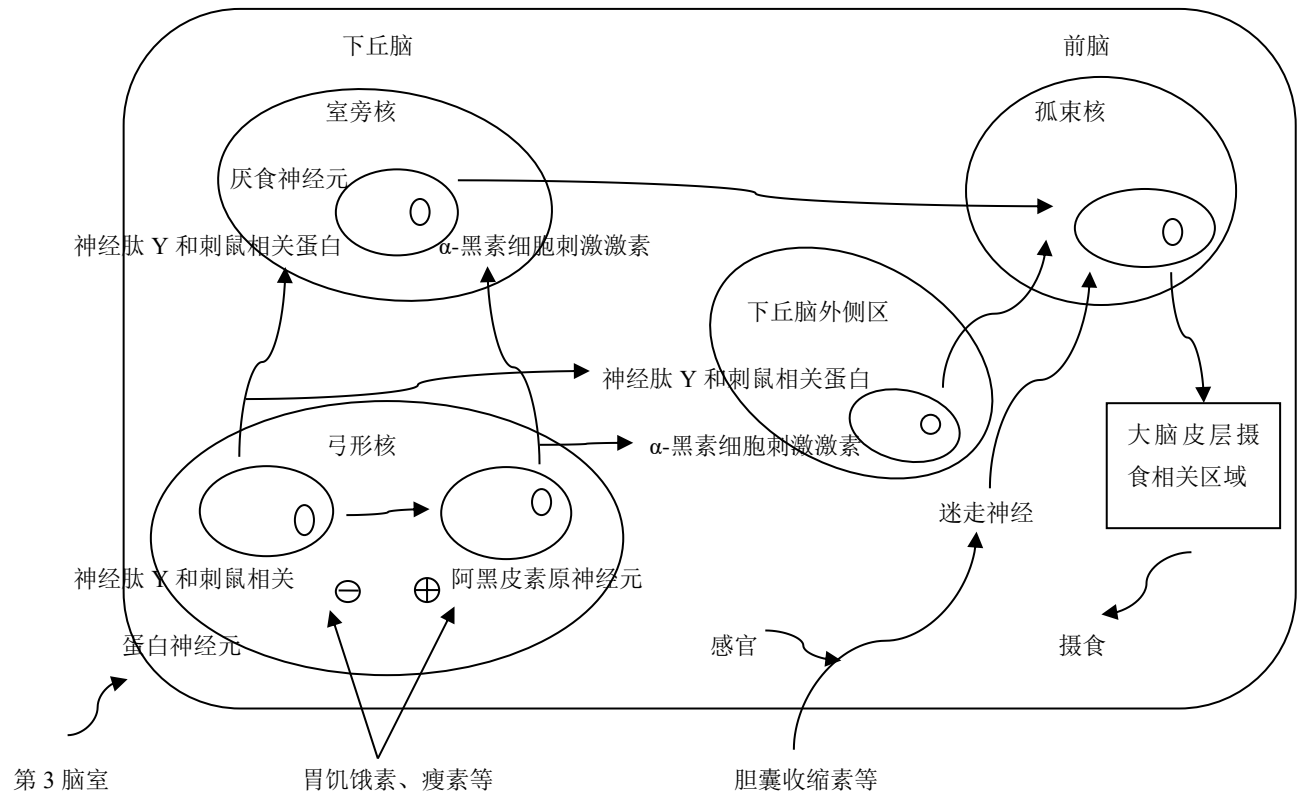 下丘脑
前脑
室旁核
孤束核
厌食神经元
神经肽 Y 和刺鼠相关蛋白
α-黑素细胞刺激激素
下丘脑外侧区
神经肽 Y 和刺鼠相关蛋白
弓形核
α-黑素细胞刺激激素
大脑皮层摄
食相关区域
迷走神经
神经肽 Y 和刺鼠相关
阿黑皮素原神经元
蛋白神经元
感官
摄食
第 3 脑室
胃饥饿素、瘦素等
胆囊收缩素等